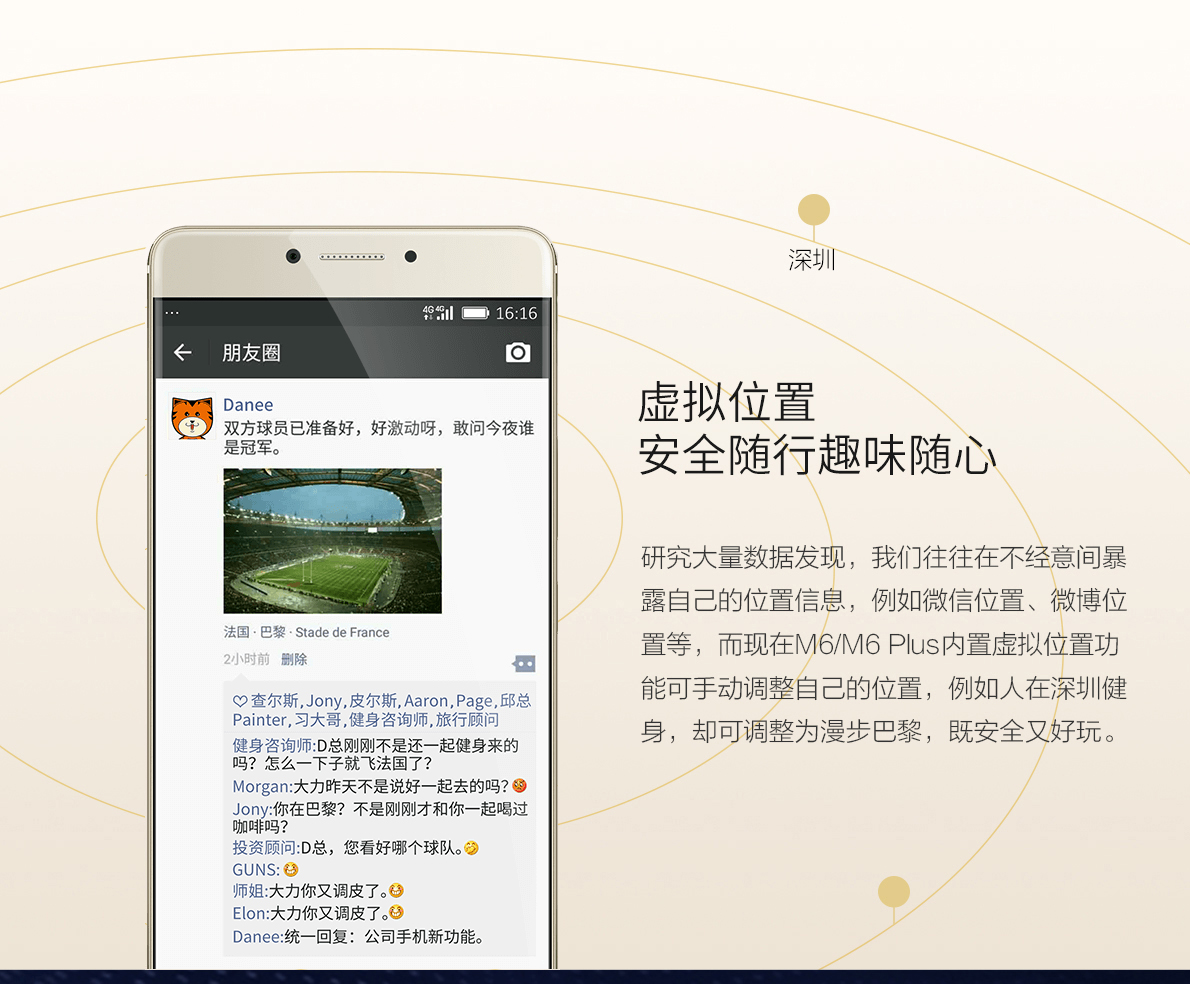 深圳
4G 4G 16:16
朋友圈
Danee
双方球员已准备好，好激动呀，敢问今夜谁
是冠军。
法国 · 巴黎 · Stade de France
2小时前 删除
查尔斯,Jony,皮尔斯,Aaron,Page,邱总
Painter,习大哥,健身咨询师,旅行顾问
健身咨询师:D总刚刚不是还一起健身来的
吗？怎么一下子就飞法国了？
Morgan:大力昨天不是说好一起去的吗？
Jony:你在巴黎？不是刚刚才和你一起喝过
咖啡吗？
投资顾问:D总，您看好哪个球队。
GUNS:
师姐:大力你又调皮了。
Elon:大力你又调皮了。
Danee:统一回复：公司手机新功能。
虚拟位置
安全随行趣味随心
研究大量数据发现，我们往往在不经意间暴
露自己的位置信息，例如微信位置、微博位
置等，而现在M6/M6 Plus内置虚拟位置功
能可手动调整自己的位置，例如人在深圳健
身，却可调整为漫步巴黎，既安全又好玩。